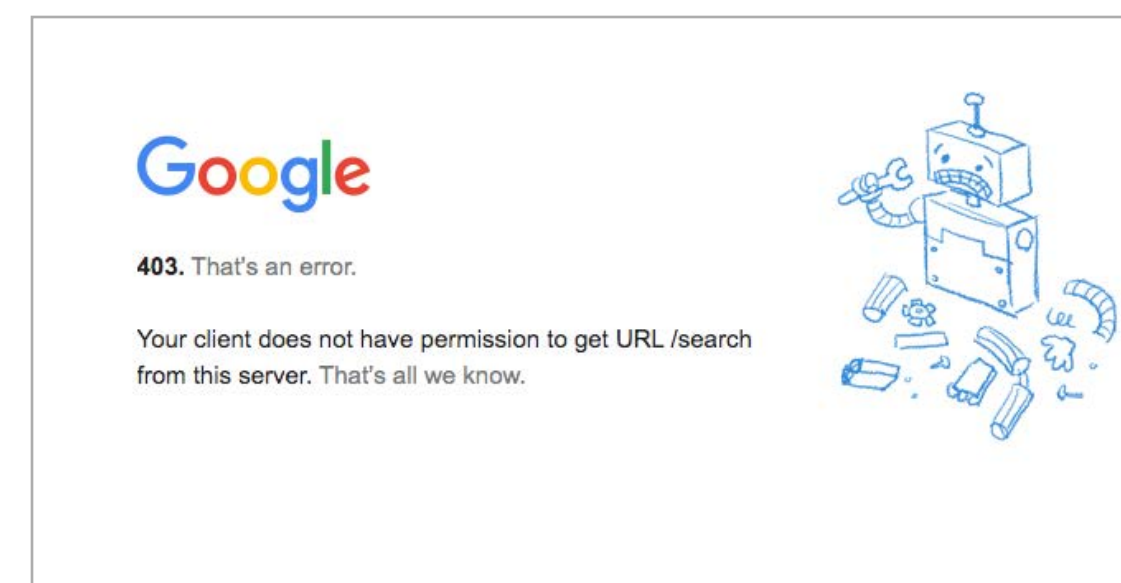 Google
403. That's an error.
Your client does not have permission to get URL /search
from this server. That's all we know.